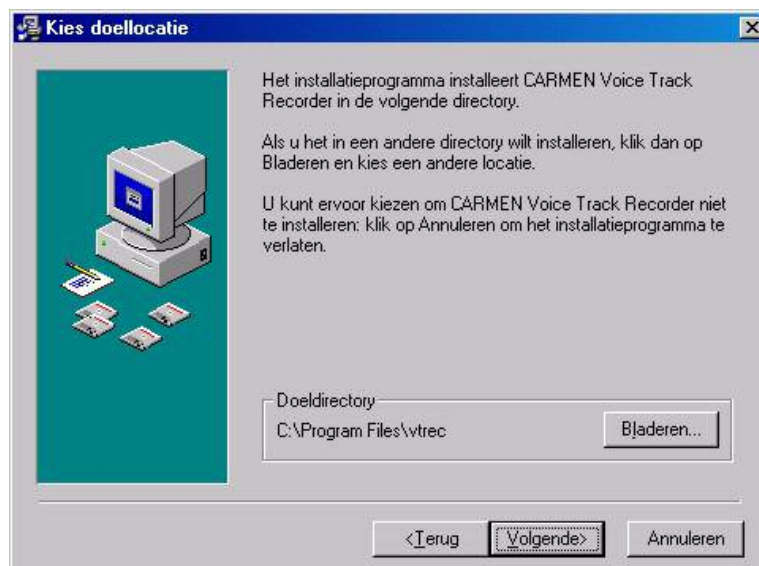 Kies doellocatie
Het installatieprogramma installeert CARMEN Voice Track
Recorder in de volgende directory.
Als u het in een andere directory wilt installeren, klik dan op
Bladeren en kies een andere locatie.
U kunt ervoor kiezen om CARMEN Voice Track Recorder niet
te installeren: klik op Annuleren om het installatieprogramma te
verlaten.
Doeldirectory
C:\Program Files\vtrec
Bladeren...
<Terug
Volgende>
Annuleren